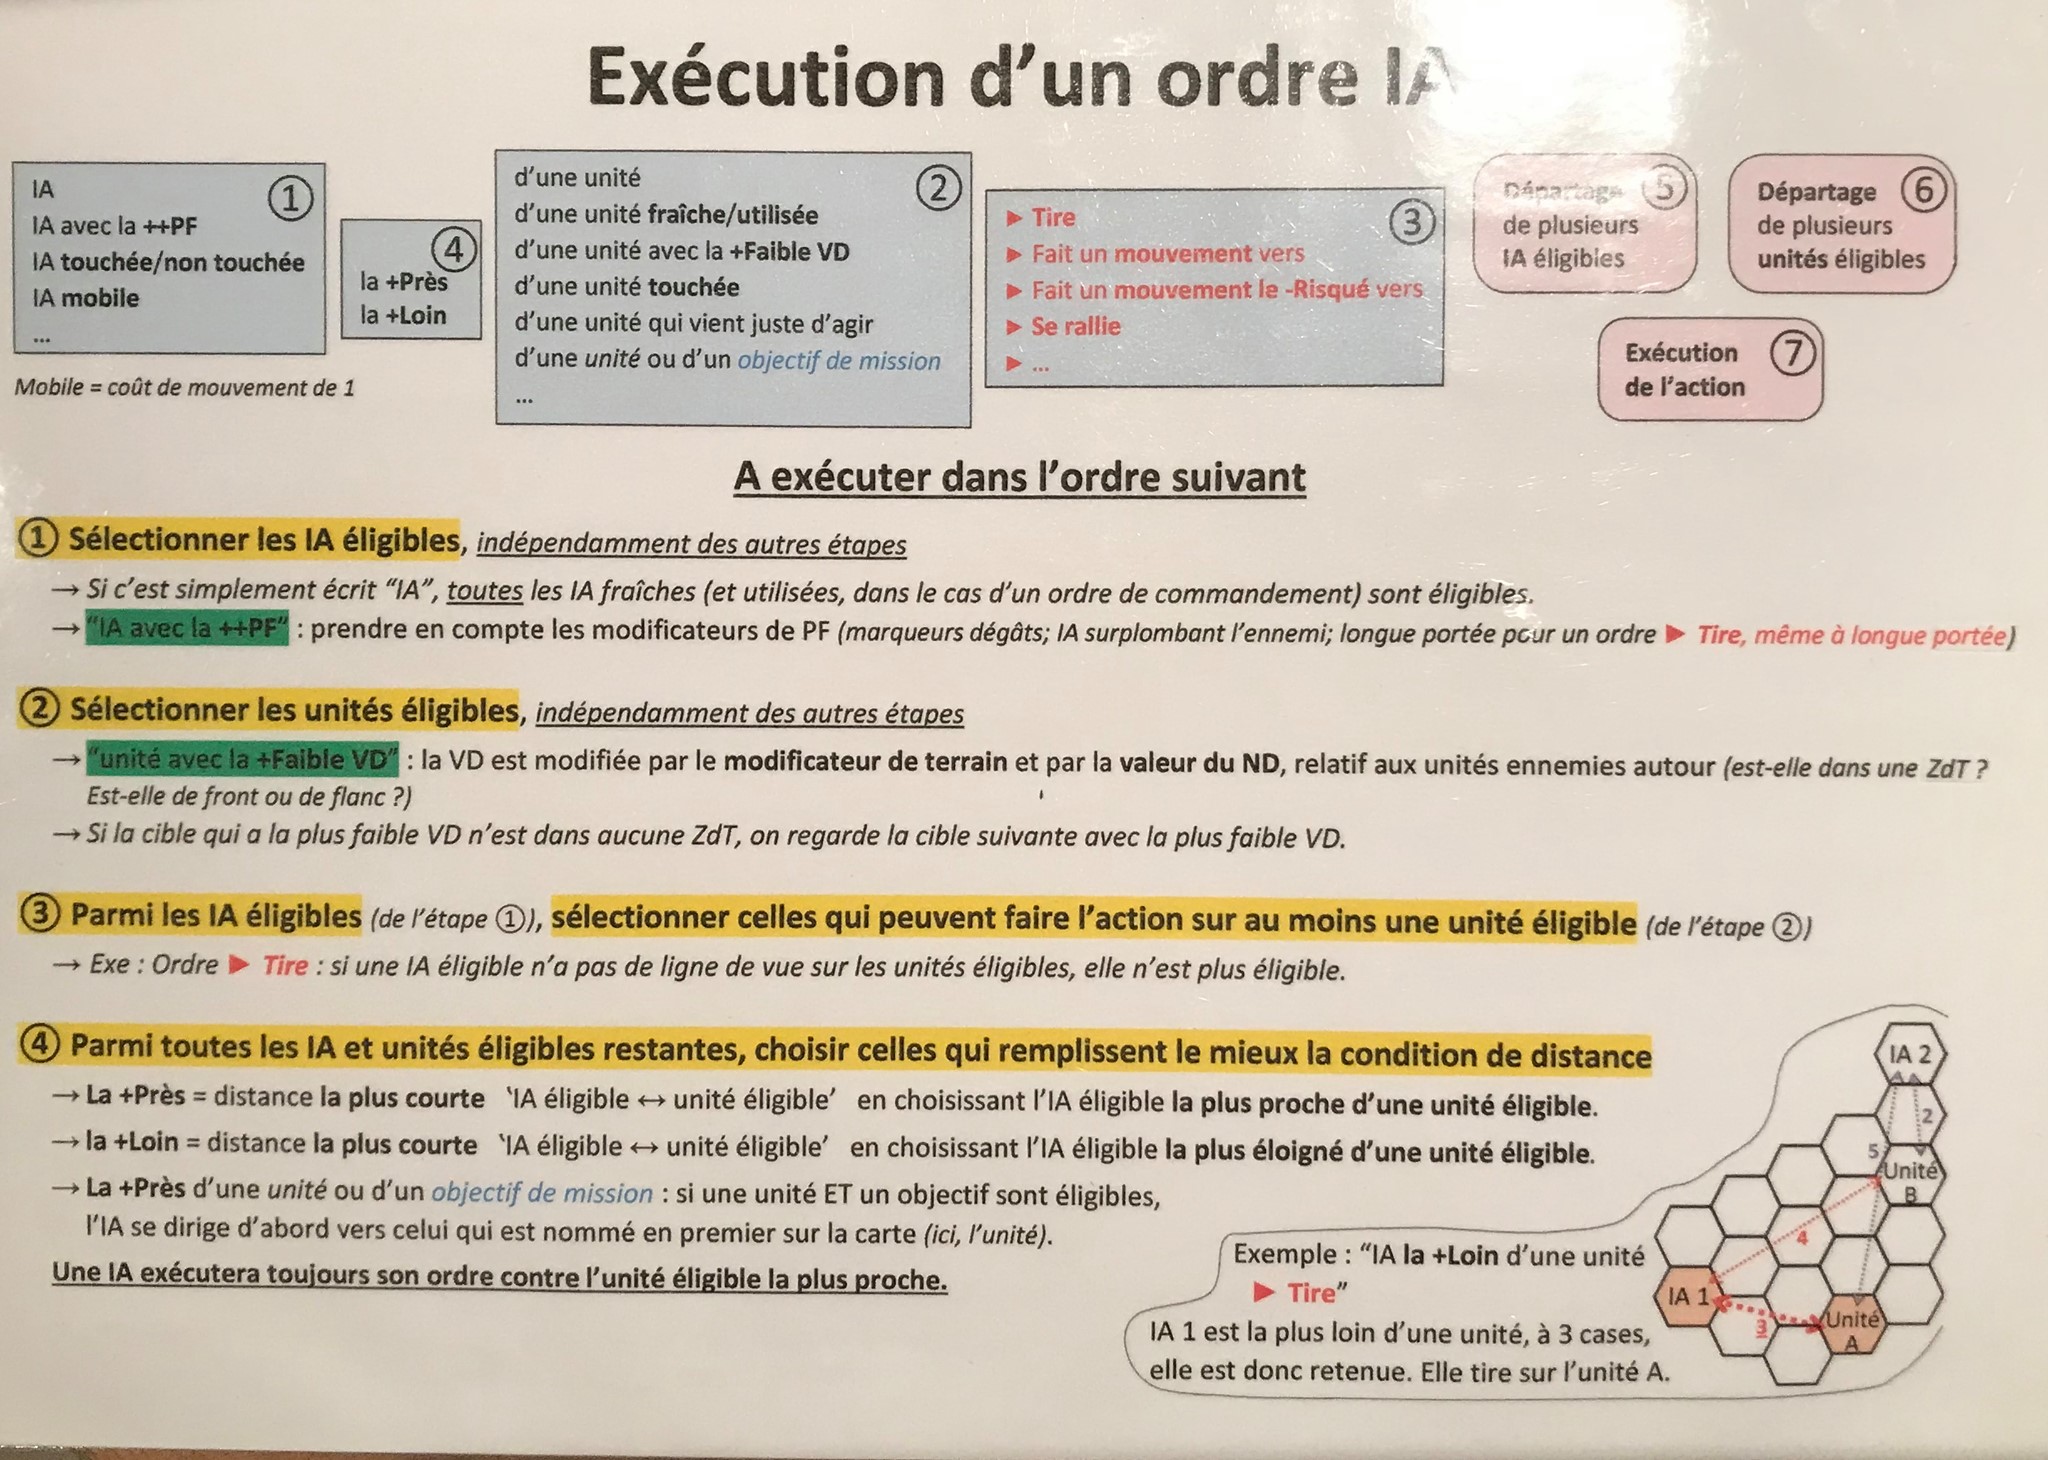 Exécution d'un ordre IA
IA
IA avec la ++PF
IA touchée/non touchée
IA mobile
...
①
Mobile = coût de mouvement de 1
④
la +Près
la +Loin
②
d'une unité
d'une unité fraîche/utilisée
d'une unité avec la +Faible VD
d'une unité touchée
d'une unité qui vient juste d'agir
d'une unité ou d'un objectif de mission
...
③
► Tire
► Fait un mouvement vers
► Fait un mouvement le -Risqué vers
► Se rallie
► ...
Départage ⑤
de plusieurs
IA éligibles
Départage ⑥
de plusieurs
unités éligibles
Exécution ⑦
de l'action
A exécuter dans l'ordre suivant
① Sélectionner les IA éligibles, indépendamment des autres étapes
→ Si c'est simplement écrit "IA", toutes les IA fraîches (et utilisées, dans le cas d'un ordre de commandement) sont éligibles.
→ "IA avec la ++PF" : prendre en compte les modificateurs de PF (marqueurs dégâts; IA surplombant l'ennemi; longue portée pour un ordre ► Tire, même à longue portée)
② Sélectionner les unités éligibles, indépendamment des autres étapes
→ "unité avec la +Faible VD" : la VD est modifiée par le modificateur de terrain et par la valeur du ND, relatif aux unités ennemies autour (est-elle dans une ZdT ?
Est-elle de front ou de flanc ?)
→ Si la cible qui a la plus faible VD n'est dans aucune ZdT, on regarde la cible suivante avec la plus faible VD.
③ Parmi les IA éligibles (de l'étape ①), sélectionner celles qui peuvent faire l'action sur au moins une unité éligible (de l'étape ②)
→ Exe : Ordre ► Tire : si une IA éligible n'a pas de ligne de vue sur les unités éligibles, elle n'est plus éligible.
④ Parmi toutes les IA et unités éligibles restantes, choisir celles qui remplissent le mieux la condition de distance
→ La +Près = distance la plus courte 'IA éligible ↔ unité éligible' en choisissant l'IA éligible la plus proche d'une unité éligible.
→ la +Loin = distance la plus courte 'IA éligible ↔ unité éligible' en choisissant l'IA éligible la plus éloigné d'une unité éligible.
→ La +Près d'une unité ou d'un objectif de mission : si une unité ET un objectif sont éligibles,
l'IA se dirige d'abord vers celui qui est nommé en premier sur la carte (ici, l'unité).
Une IA exécutera toujours son ordre contre l'unité éligible la plus proche.
Exemple : "IA la +Loin d'une unité
► Tire"
IA 1 est la plus loin d'une unité, à 3 cases,
elle est donc retenue. Elle tire sur l'unité A.
IA 2
2
5
Unité
B
4
IA 1
3
Unité
A